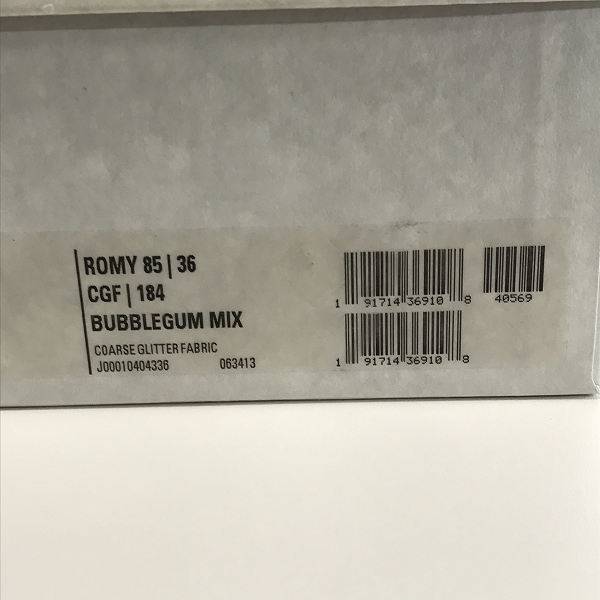 ROMY 85 | 36
CGF | 184
BUBBLEGUM MIX
COARSE GLITTER FABRIC
J00010404336 063413
1 91714 36910 8
40569
1 91714 36910 8